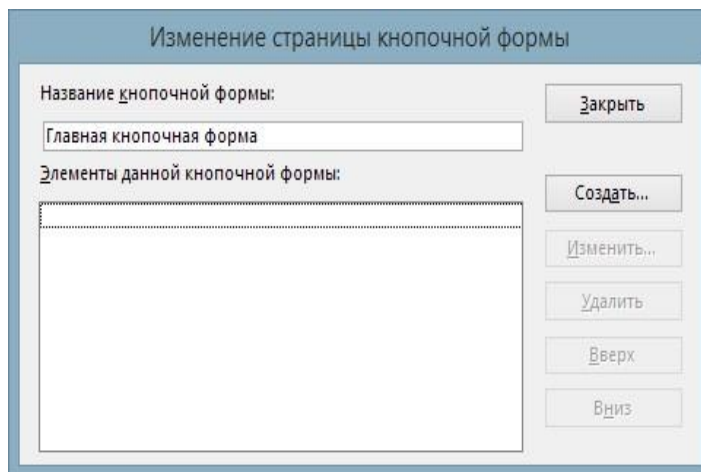 Изменение страницы кнопочной формы
Название кнопочной формы:
Закрыть
Главная кнопочная форма
Элементы данной кнопочной формы:
Создать...
Изменить...
Удалить
Вверх
Вниз